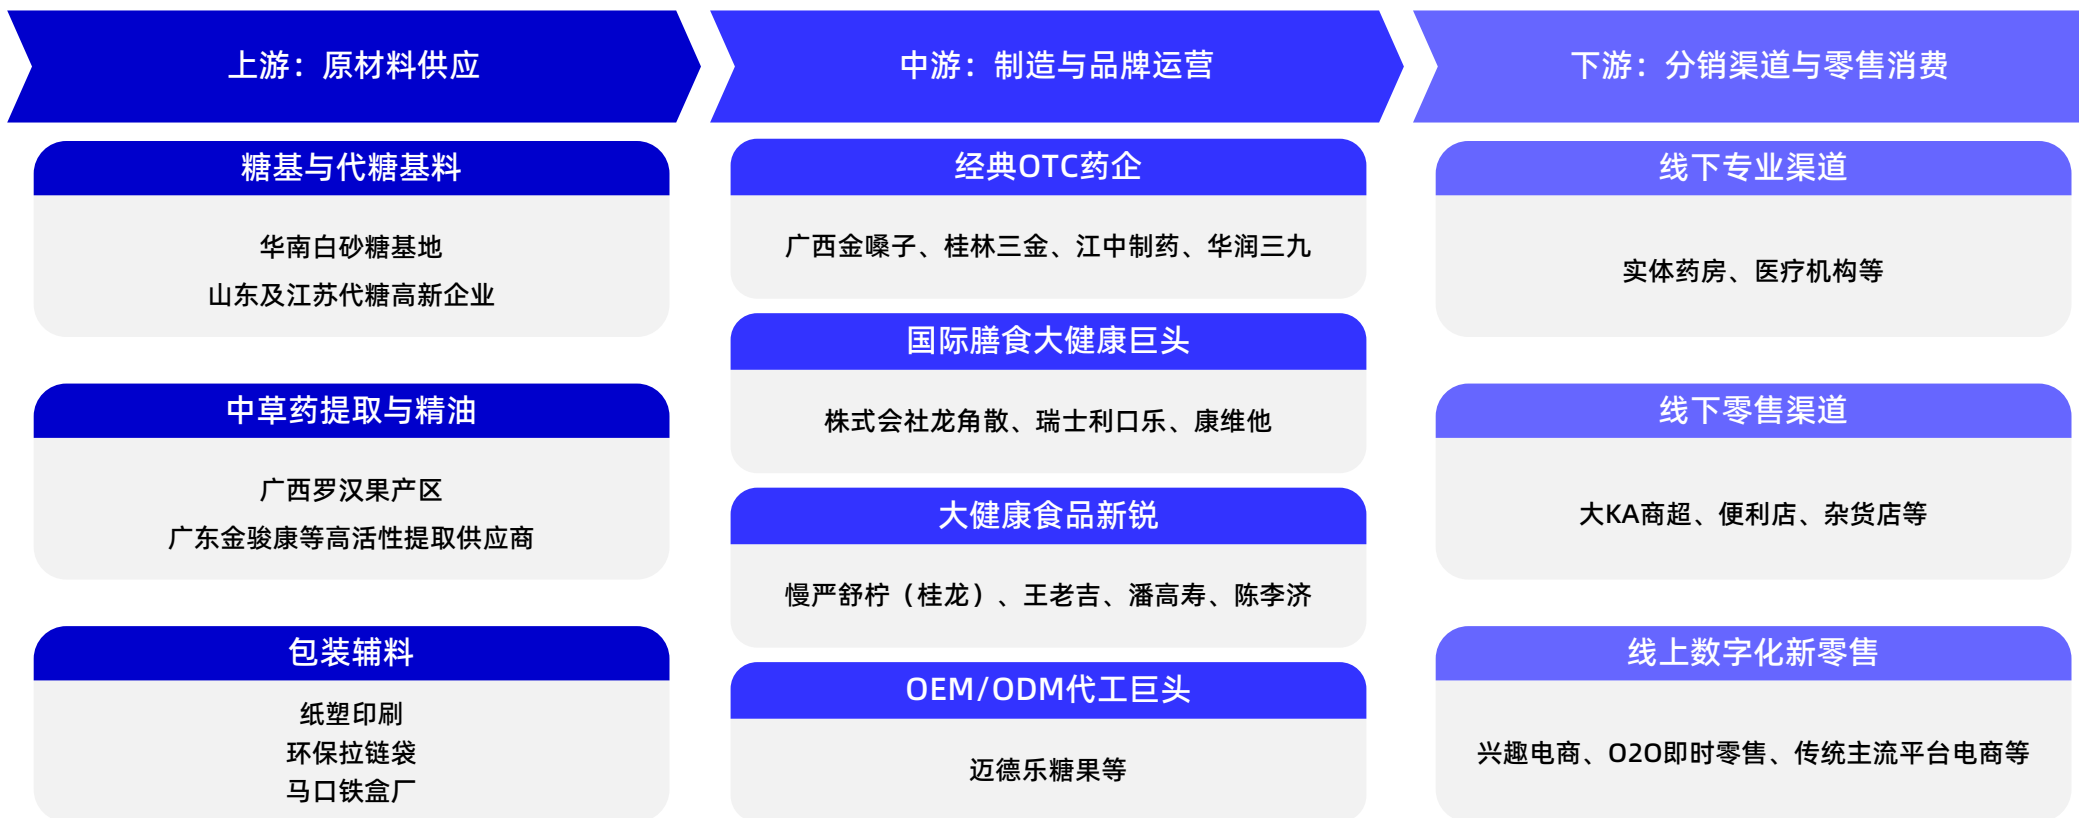 上游：原材料供应
糖基与代糖基料
华南白砂糖基地
山东及江苏代糖高新企业
中草药提取与精油
广西罗汉果产区
广东金骏康等高活性提取供应商
包装辅料
纸塑印刷
环保拉链袋
马口铁盒厂
中游：制造与品牌运营
经典OTC药企
广西金嗓子、桂林三金、江中制药、华润三九
国际膳食大健康巨头
株式会社龙角散、瑞士利口乐、康维他
大健康食品新锐
慢严舒柠（桂龙）、王老吉、潘高寿、陈李济
OEM/ODM代工巨头
迈德乐糖果等
下游：分销渠道与零售消费
线下专业渠道
实体药房、医疗机构等
线下零售渠道
大KA商超、便利店、杂货店等
线上数字化新零售
兴趣电商、O2O即时零售、传统主流平台电商等